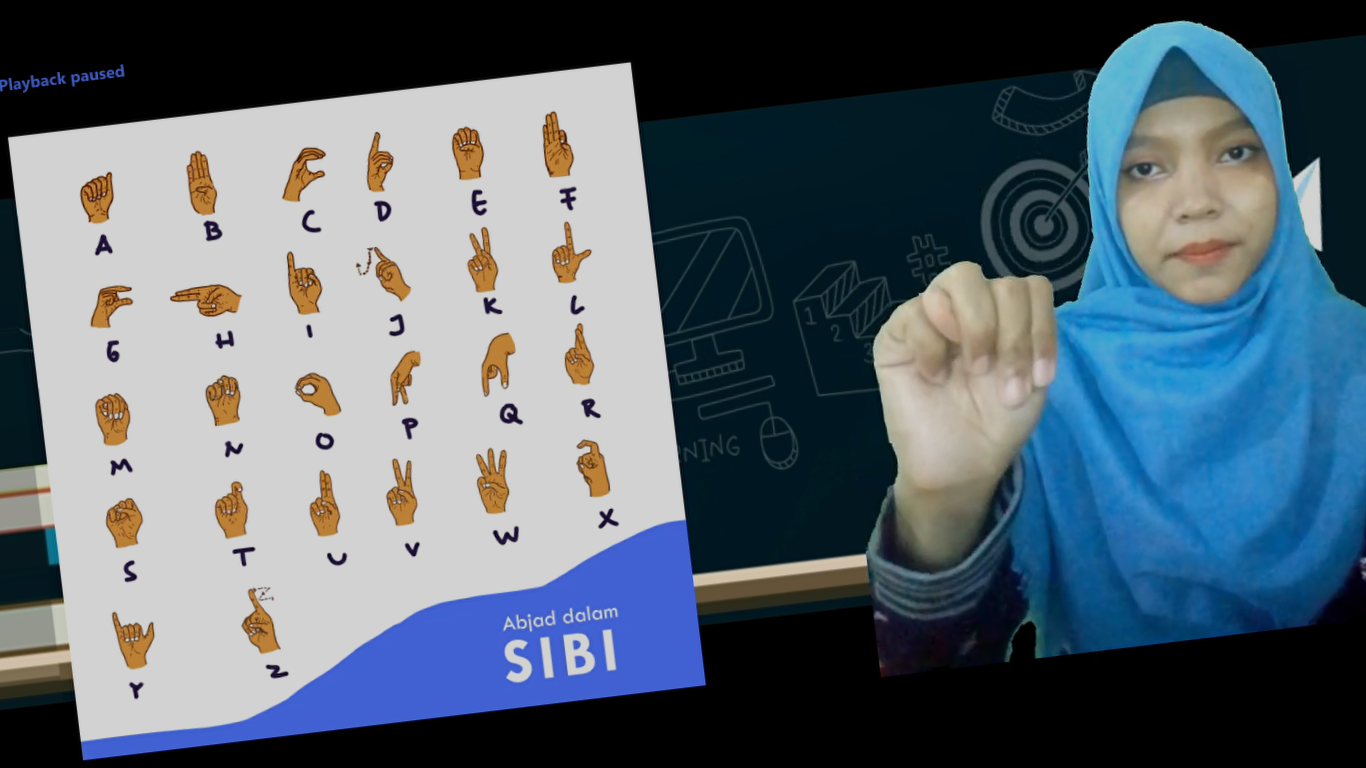 Playback paused
A B C D E F
G H I J K L
M N O P Q R
S T U V W X
Y Z
Abjad dalam
SIBI
#
1
2
3
NING